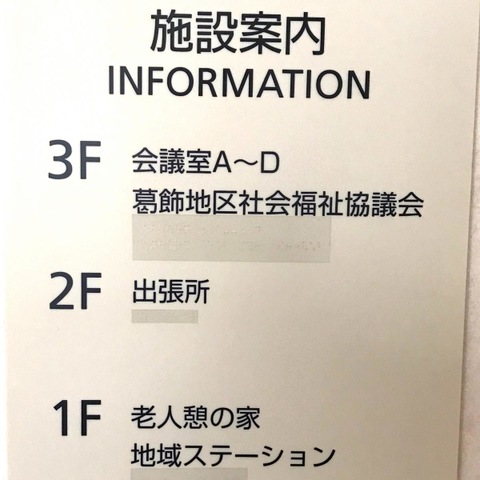 施設案内
INFORMATION
3F 会議室A～D
葛飾地区社会福祉協議会
2F 出張所
1F 老人憩の家
地域ステーション